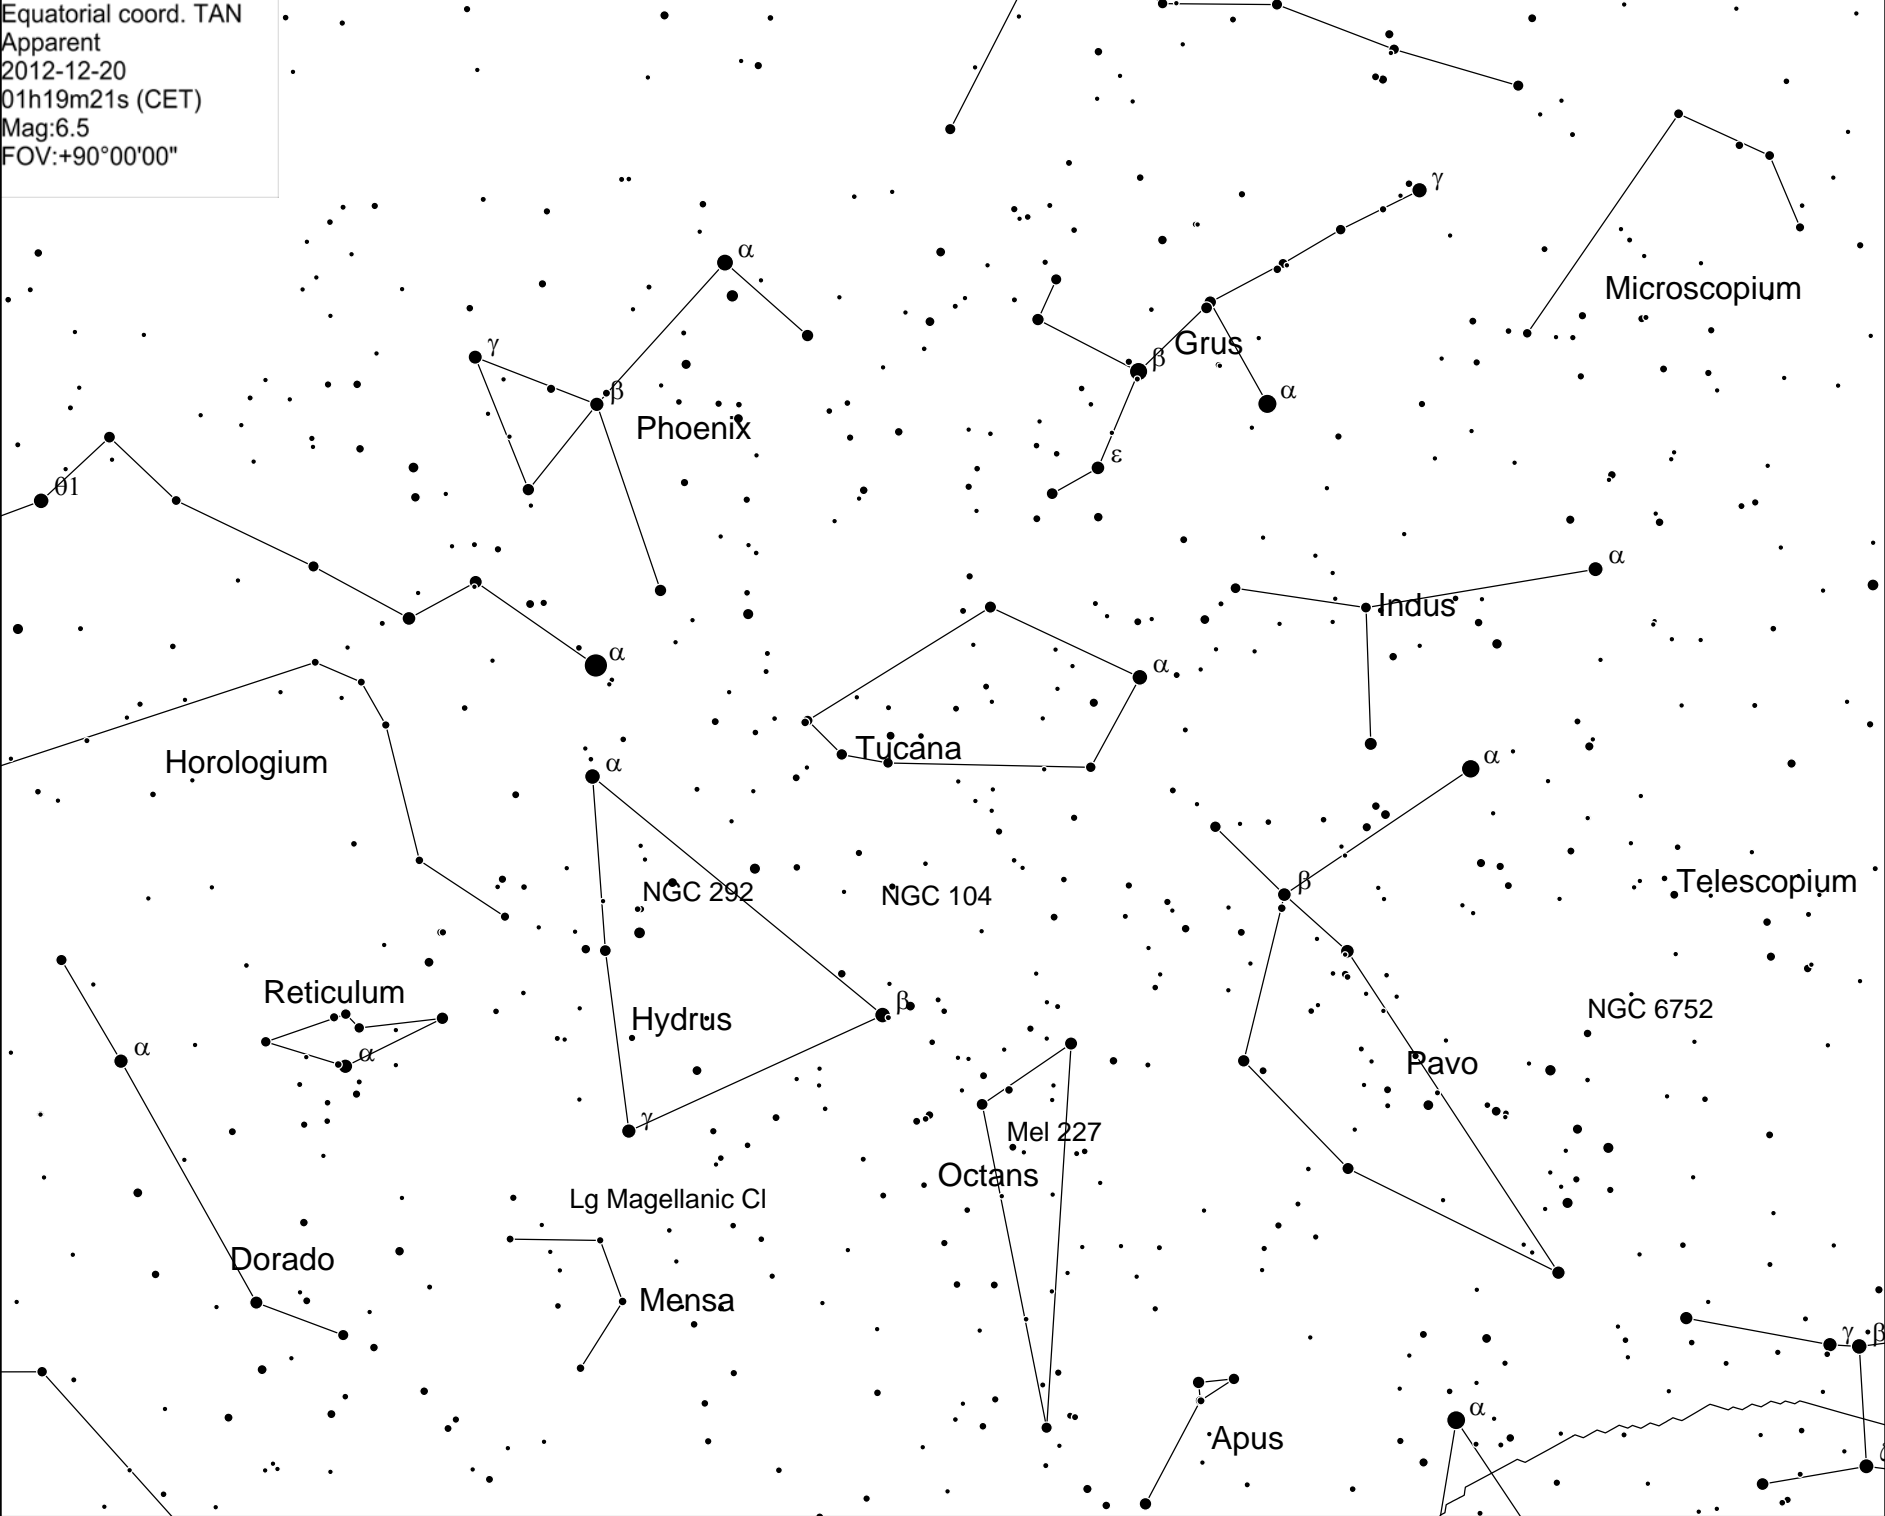 Equatorial coord. TAN
Apparent
2012-12-20
01h19m21s (CET)
Mag:6.5
FOV:+90°00'00"
γ
α
Microscopium
γ
β
Grus
β
α
Phoenix
ε
θ1
α
Indus
α
α
Tucana
Horologium
α
α
NGC 292
NGC 104
β
Telescopium
Reticulum
β
NGC 6752
Hydrus
α
α
Pavo
γ
Mel 227
Octans
Lg Magellanic Cl
Dorado
Mensa
γ
β
α
Apus